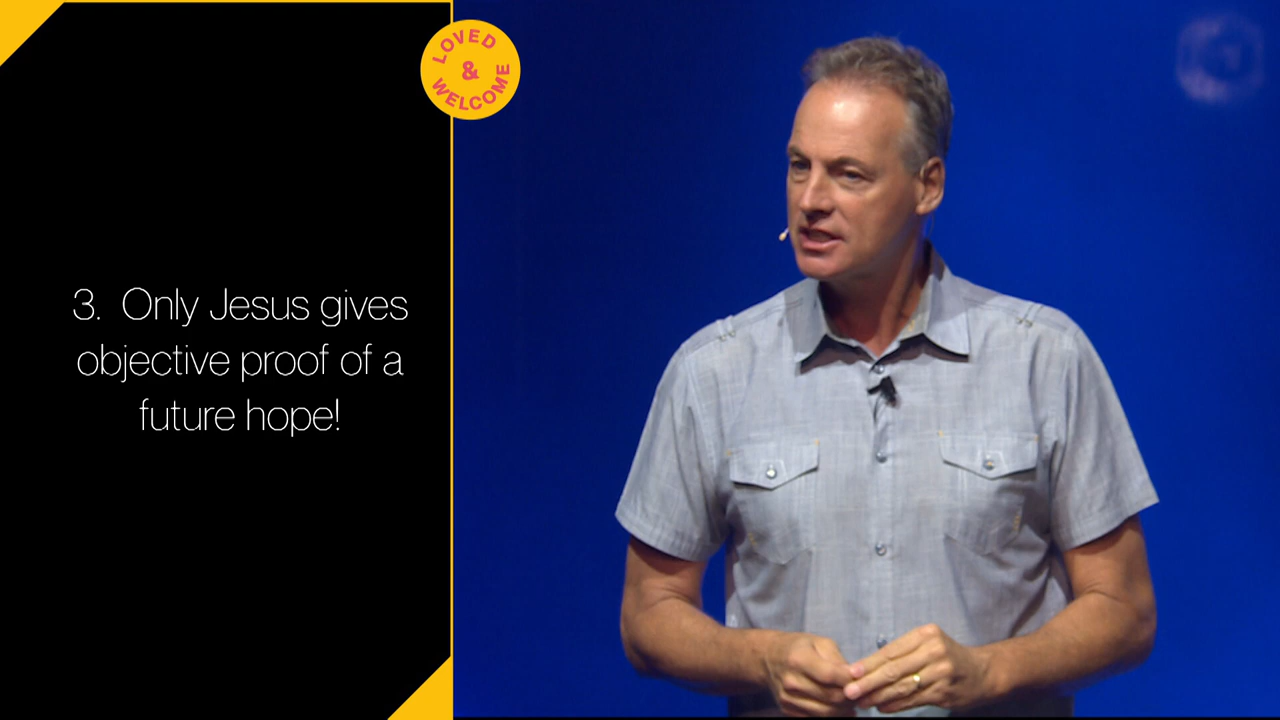 LOVED
&
WELCOME
3. Only Jesus gives
objective proof of a
future hope!